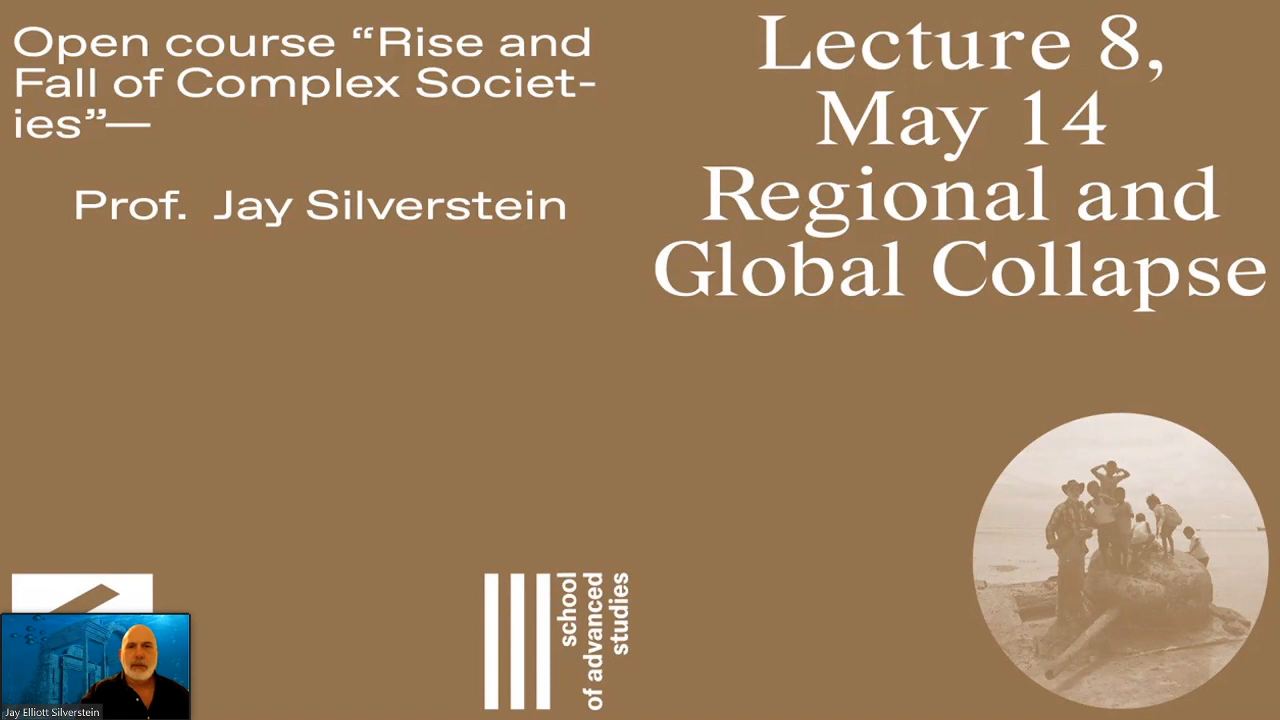 Open course “Rise and
Fall of Complex Societ-
ies”—
Prof. Jay Silverstein
Lecture 8,
May 14
Regional and
Global Collapse
school
of advanced
studies
Jay Elliott Silverstein